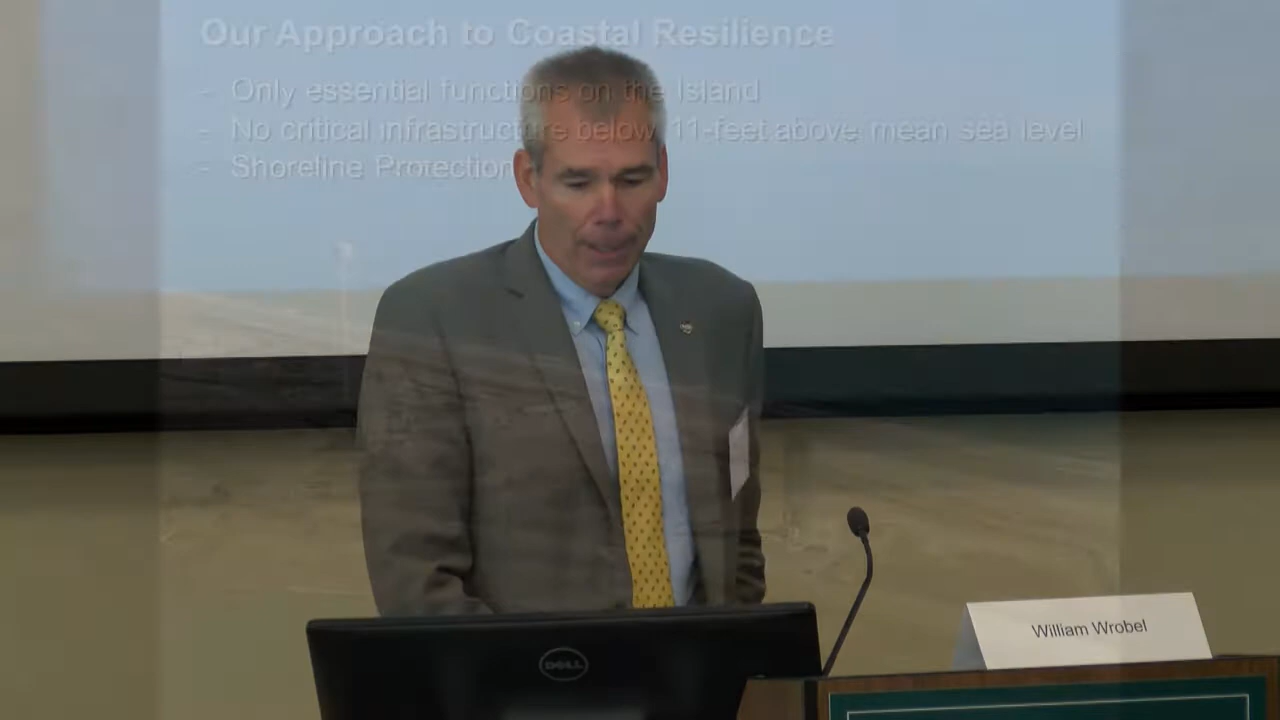 Our Approach to Coastal Resilience
- Only essential functions on the Island
- No critical infrastructure below 11-feet above mean sea level
- Shoreline Protection
William Wrobel
DELL